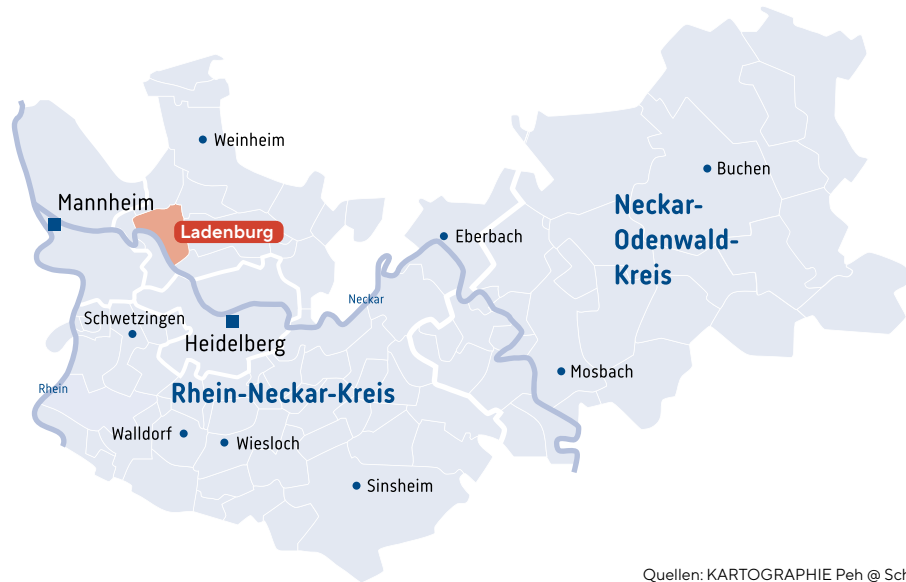 Weinheim
Buchen
Mannheim
Neckar-
Odenwald-
Kreis
Ladenburg
Eberbach
Neckar
Schwetzingen
Heidelberg
Mosbach
Rhein
Rhein-Neckar-Kreis
Walldorf
Wiesloch
Sinsheim
Quellen: KARTOGRAPHIE Peh @ Sch